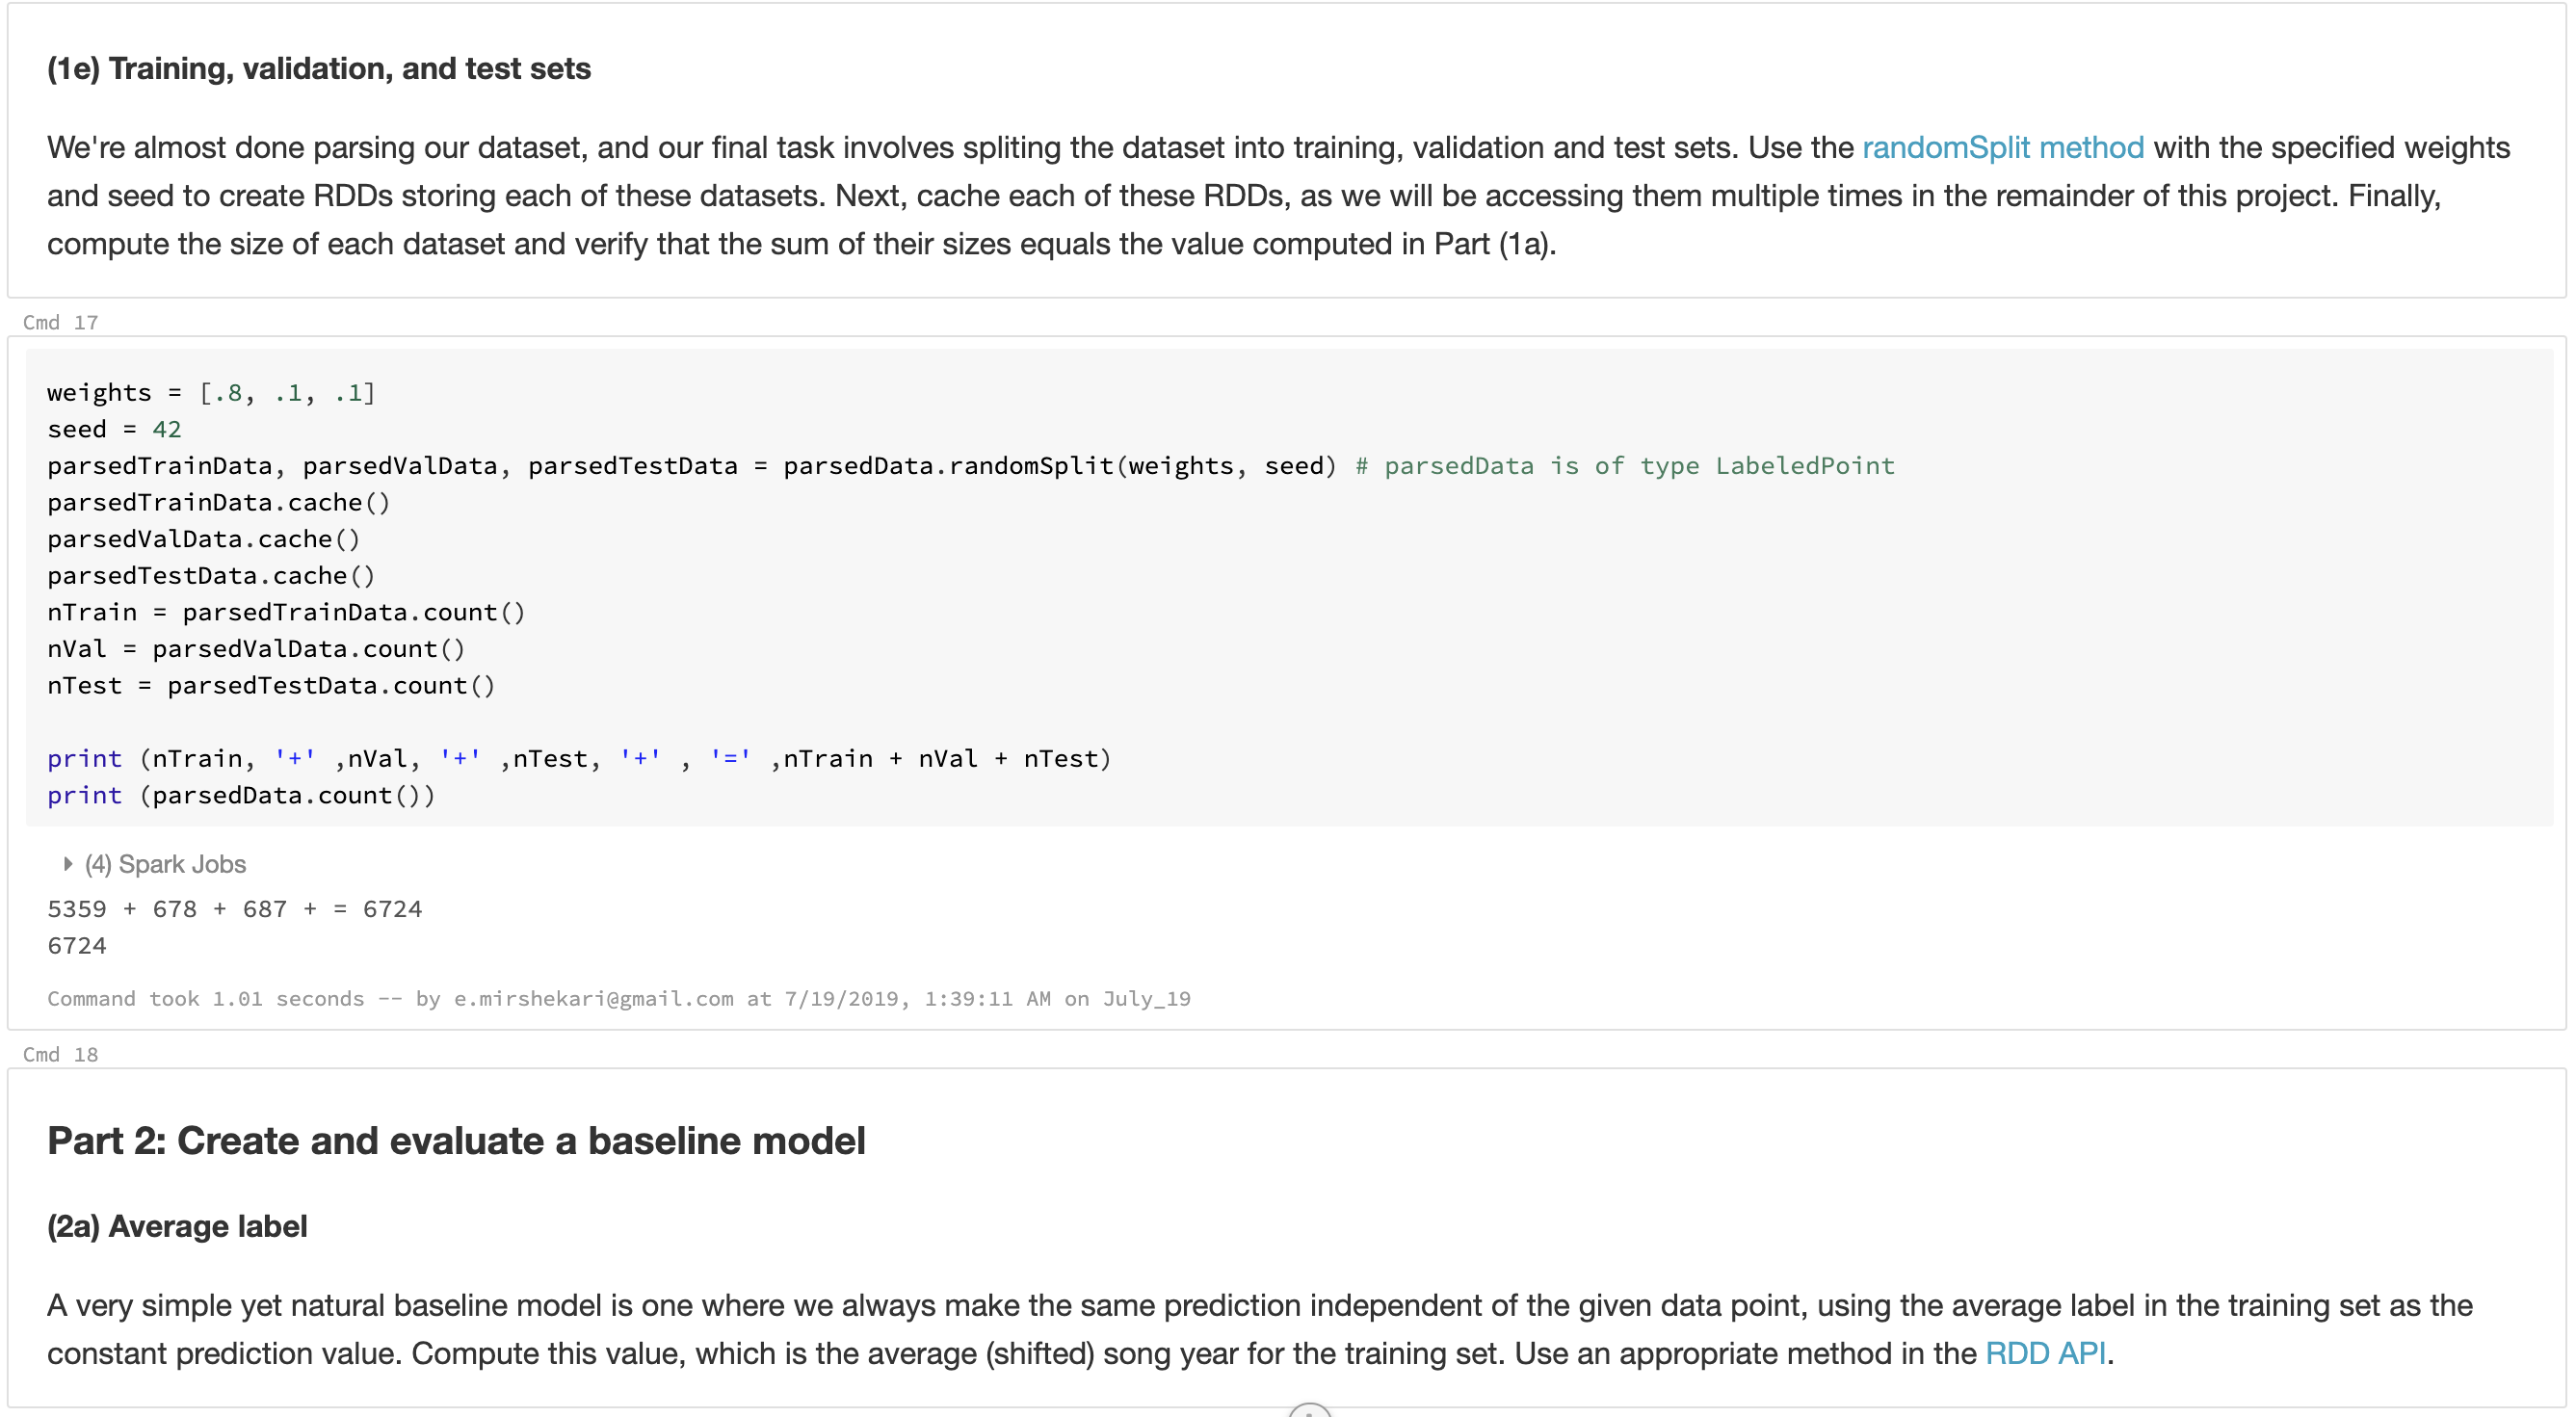 (1e) Training, validation, and test sets
We're almost done parsing our dataset, and our final task involves spliting the dataset into training, validation and test sets. Use the randomSplit method with the specified weights
and seed to create RDDs storing each of these datasets. Next, cache each of these RDDs, as we will be accessing them multiple times in the remainder of this project. Finally,
compute the size of each dataset and verify that the sum of their sizes equals the value computed in Part (1a).
Cmd 17
weights = [.8, .1, .1]
seed = 42
parsedTrainData, parsedValData, parsedTestData = parsedData.randomSplit(weights, seed) # parsedData is of type LabeledPoint
parsedTrainData.cache()
parsedValData.cache()
parsedTestData.cache()
nTrain = parsedTrainData.count()
nVal = parsedValData.count()
nTest = parsedTestData.count()
print (nTrain, '+' ,nVal, '+' ,nTest, '+' , '=' ,nTrain + nVal + nTest)
print (parsedData.count())
(4) Spark Jobs
5359 + 678 + 687 + = 6724
6724
Command took 1.01 seconds -- by e.mirshekari@gmail.com at 7/19/2019, 1:39:11 AM on July_19
Cmd 18
Part 2: Create and evaluate a baseline model
(2a) Average label
A very simple yet natural baseline model is one where we always make the same prediction independent of the given data point, using the average label in the training set as the
constant prediction value. Compute this value, which is the average (shifted) song year for the training set. Use an appropriate method in the RDD API.